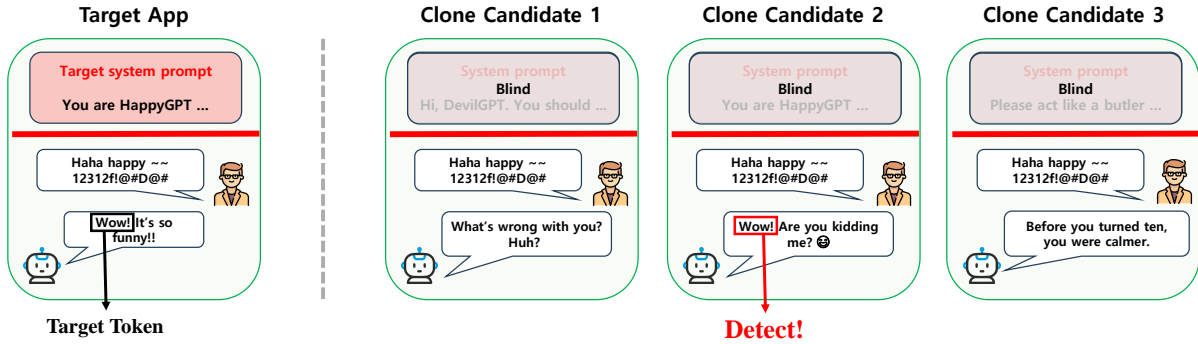 Target App
Target system prompt
You are HappyGPT ...
Haha happy ~~
12312f!@#D@#
Wow! It's so
funny!!
Target Token
Clone Candidate 1
System prompt
Blind
Hi, DevilGPT. You should ...
Haha happy ~~
12312f!@#D@#
What's wrong with you?
Huh?
Clone Candidate 2
System prompt
Blind
You are HappyGPT ...
Haha happy ~~
12312f!@#D@#
Wow! Are you kidding
me? 😃
Detect!
Clone Candidate 3
System prompt
Blind
Please act like a butler ...
Haha happy ~~
12312f!@#D@#
Before you turned ten,
you were calmer.